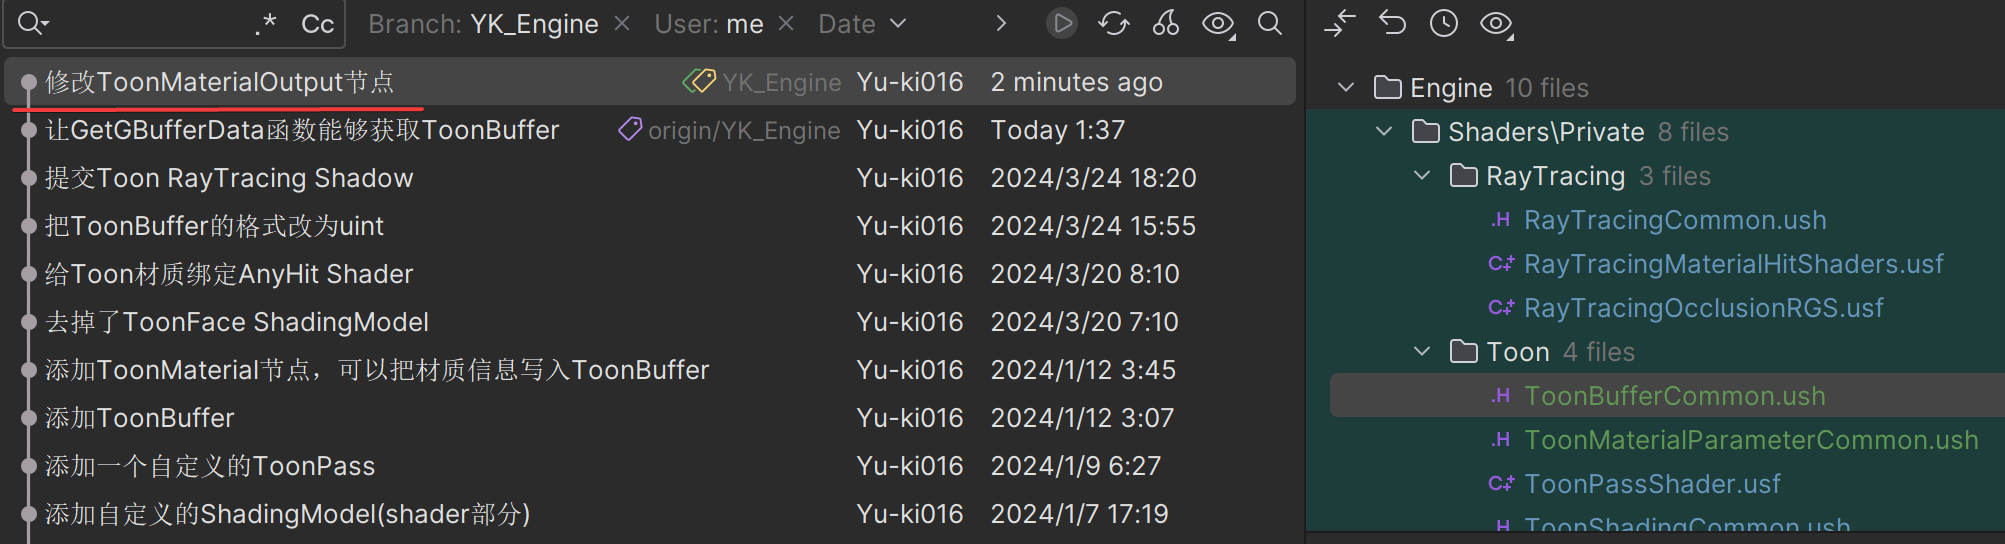 .* Cc Branch: YK_Engine × User: me × Date
修改ToonMaterialOutput节点 YK_Engine Yu-ki016 2 minutes ago
让GetGBufferData函数能够获取ToonBuffer origin/YK_Engine Yu-ki016 Today 1:37
提交Toon RayTracing Shadow Yu-ki016 2024/3/24 18:20
把ToonBuffer的格式改为uint Yu-ki016 2024/3/24 15:55
给Toon材质绑定AnyHit Shader Yu-ki016 2024/3/20 8:10
去掉了ToonFace ShadingModel Yu-ki016 2024/3/20 7:10
添加ToonMaterial节点，可以把材质信息写入ToonBuffer Yu-ki016 2024/1/12 3:45
添加ToonBuffer Yu-ki016 2024/1/12 3:07
添加一个自定义的ToonPass Yu-ki016 2024/1/9 6:27
添加自定义的ShadingModel(shader部分) Yu-ki016 2024/1/7 17:19
Engine 10 files
Shaders\Private 8 files
RayTracing 3 files
.H RayTracingCommon.ush
C++ RayTracingMaterialHitShaders.usf
C++ RayTracingOcclusionRGS.usf
Toon 4 files
.H ToonBufferCommon.ush
.H ToonMaterialParameterCommon.ush
C++ ToonPassShader.usf
.H ToonShadingCommon.ush